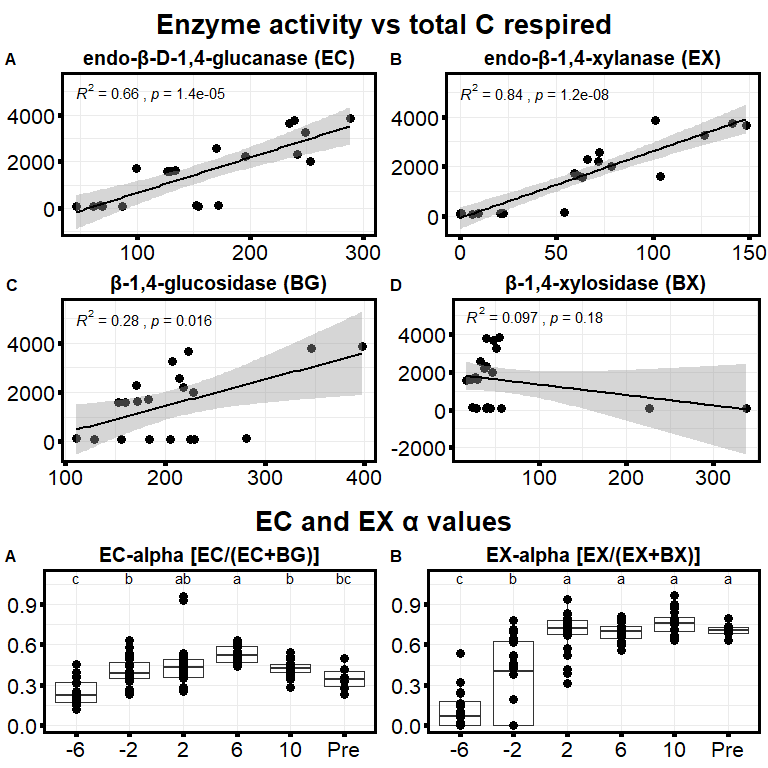 Enzyme activity vs total C respired
A endo-β-D-1,4-glucanase (EC)
R² = 0.66 , p = 1.4e-05
4000
2000
0
100 200 300
B endo-β-1,4-xylanase (EX)
R² = 0.84 , p = 1.2e-08
4000
2000
0
0 50 100 150
C β-1,4-glucosidase (BG)
R² = 0.28 , p = 0.016
4000
2000
0
100 200 300 400
D β-1,4-xylosidase (BX)
R² = 0.097 , p = 0.18
4000
2000
0
-2000
100 200 300
EC and EX α values
A EC-alpha [EC/(EC+BG)]
c b ab a b bc
0.9
0.6
0.3
0.0
-6 -2 2 6 10 Pre
B EX-alpha [EX/(EX+BX)]
c b a a a a
0.9
0.6
0.3
0.0
-6 -2 2 6 10 Pre